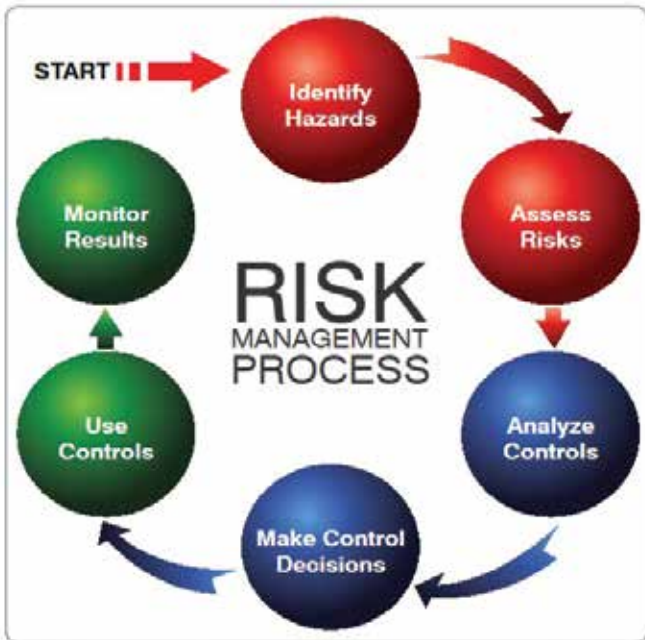 START
Identify
Hazards
Assess
Risks
Analyze
Controls
Make Control
Decisions
Use
Controls
Monitor
Results
RISK
MANAGEMENT
PROCESS